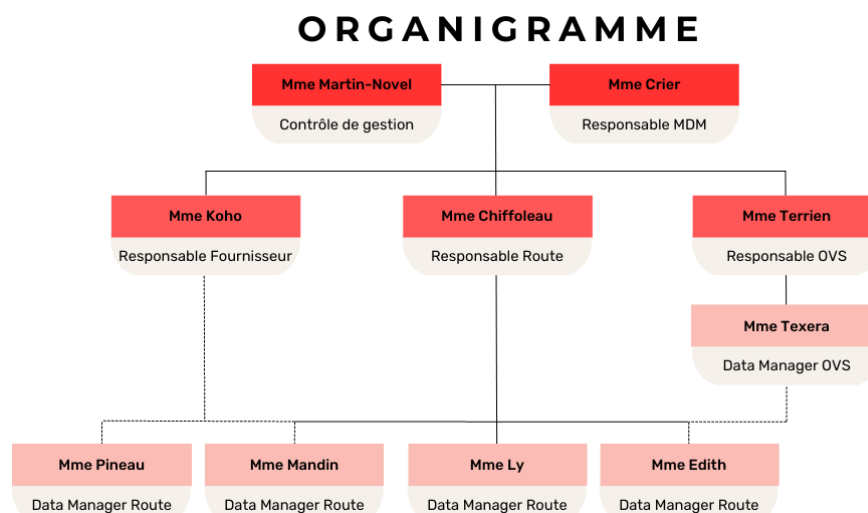 ORGANIGRAMME
Mme Martin-Novel
Contrôle de gestion
Mme Crier
Responsable MDM
Mme Koho
Responsable Fournisseur
Mme Chiffoleau
Responsable Route
Mme Terrien
Responsable OVS
Mme Texera
Data Manager OVS
Mme Pineau
Data Manager Route
Mme Mandin
Data Manager Route
Mme Ly
Data Manager Route
Mme Edith
Data Manager Route